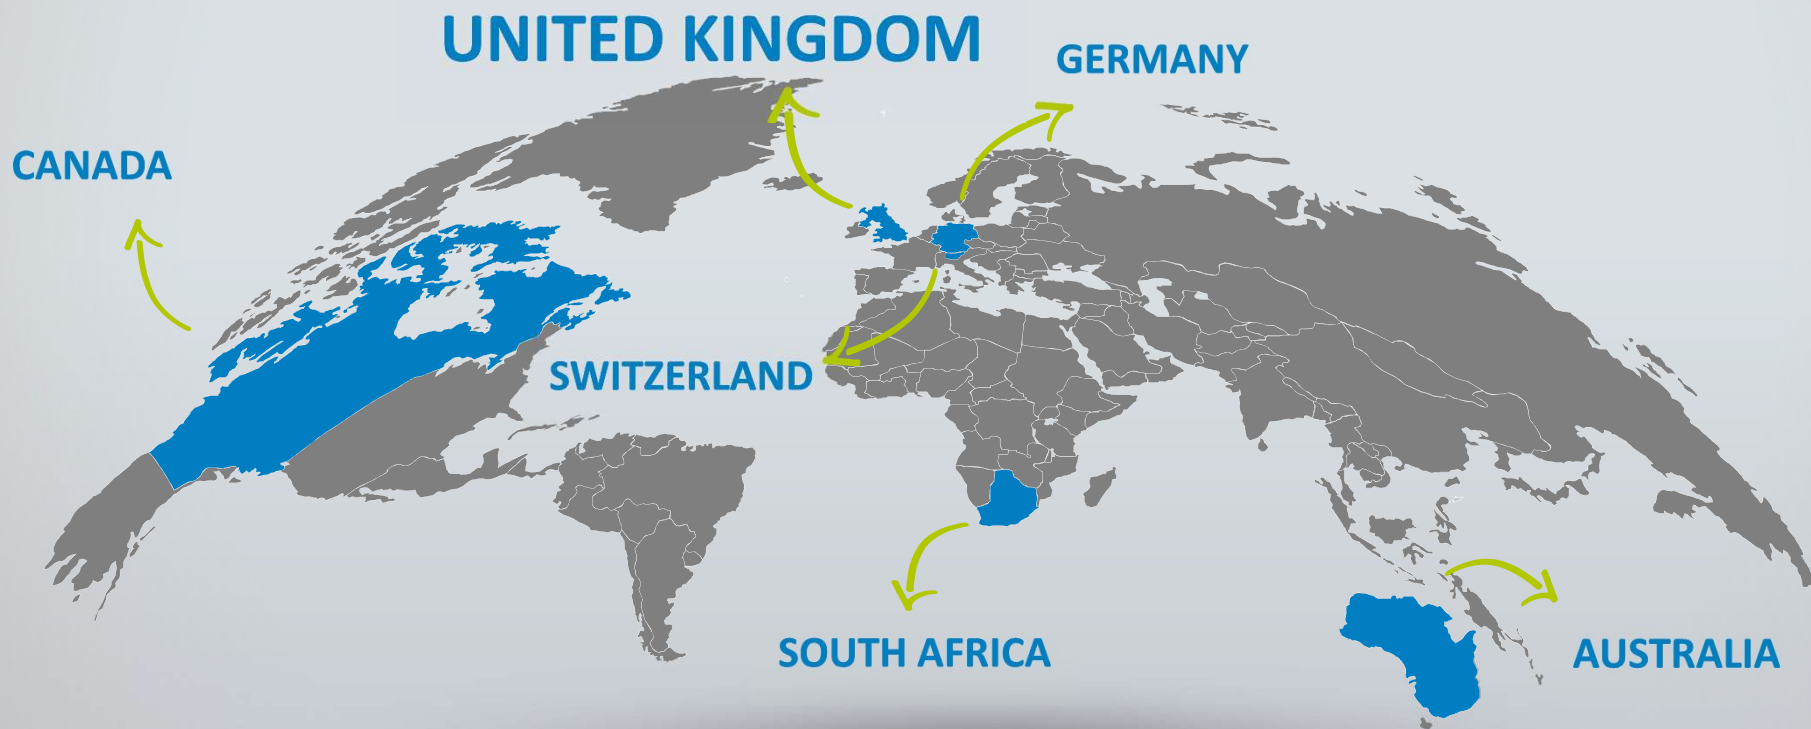 UNITED KINGDOM
GERMANY
CANADA
SWITZERLAND
SOUTH AFRICA
AUSTRALIA